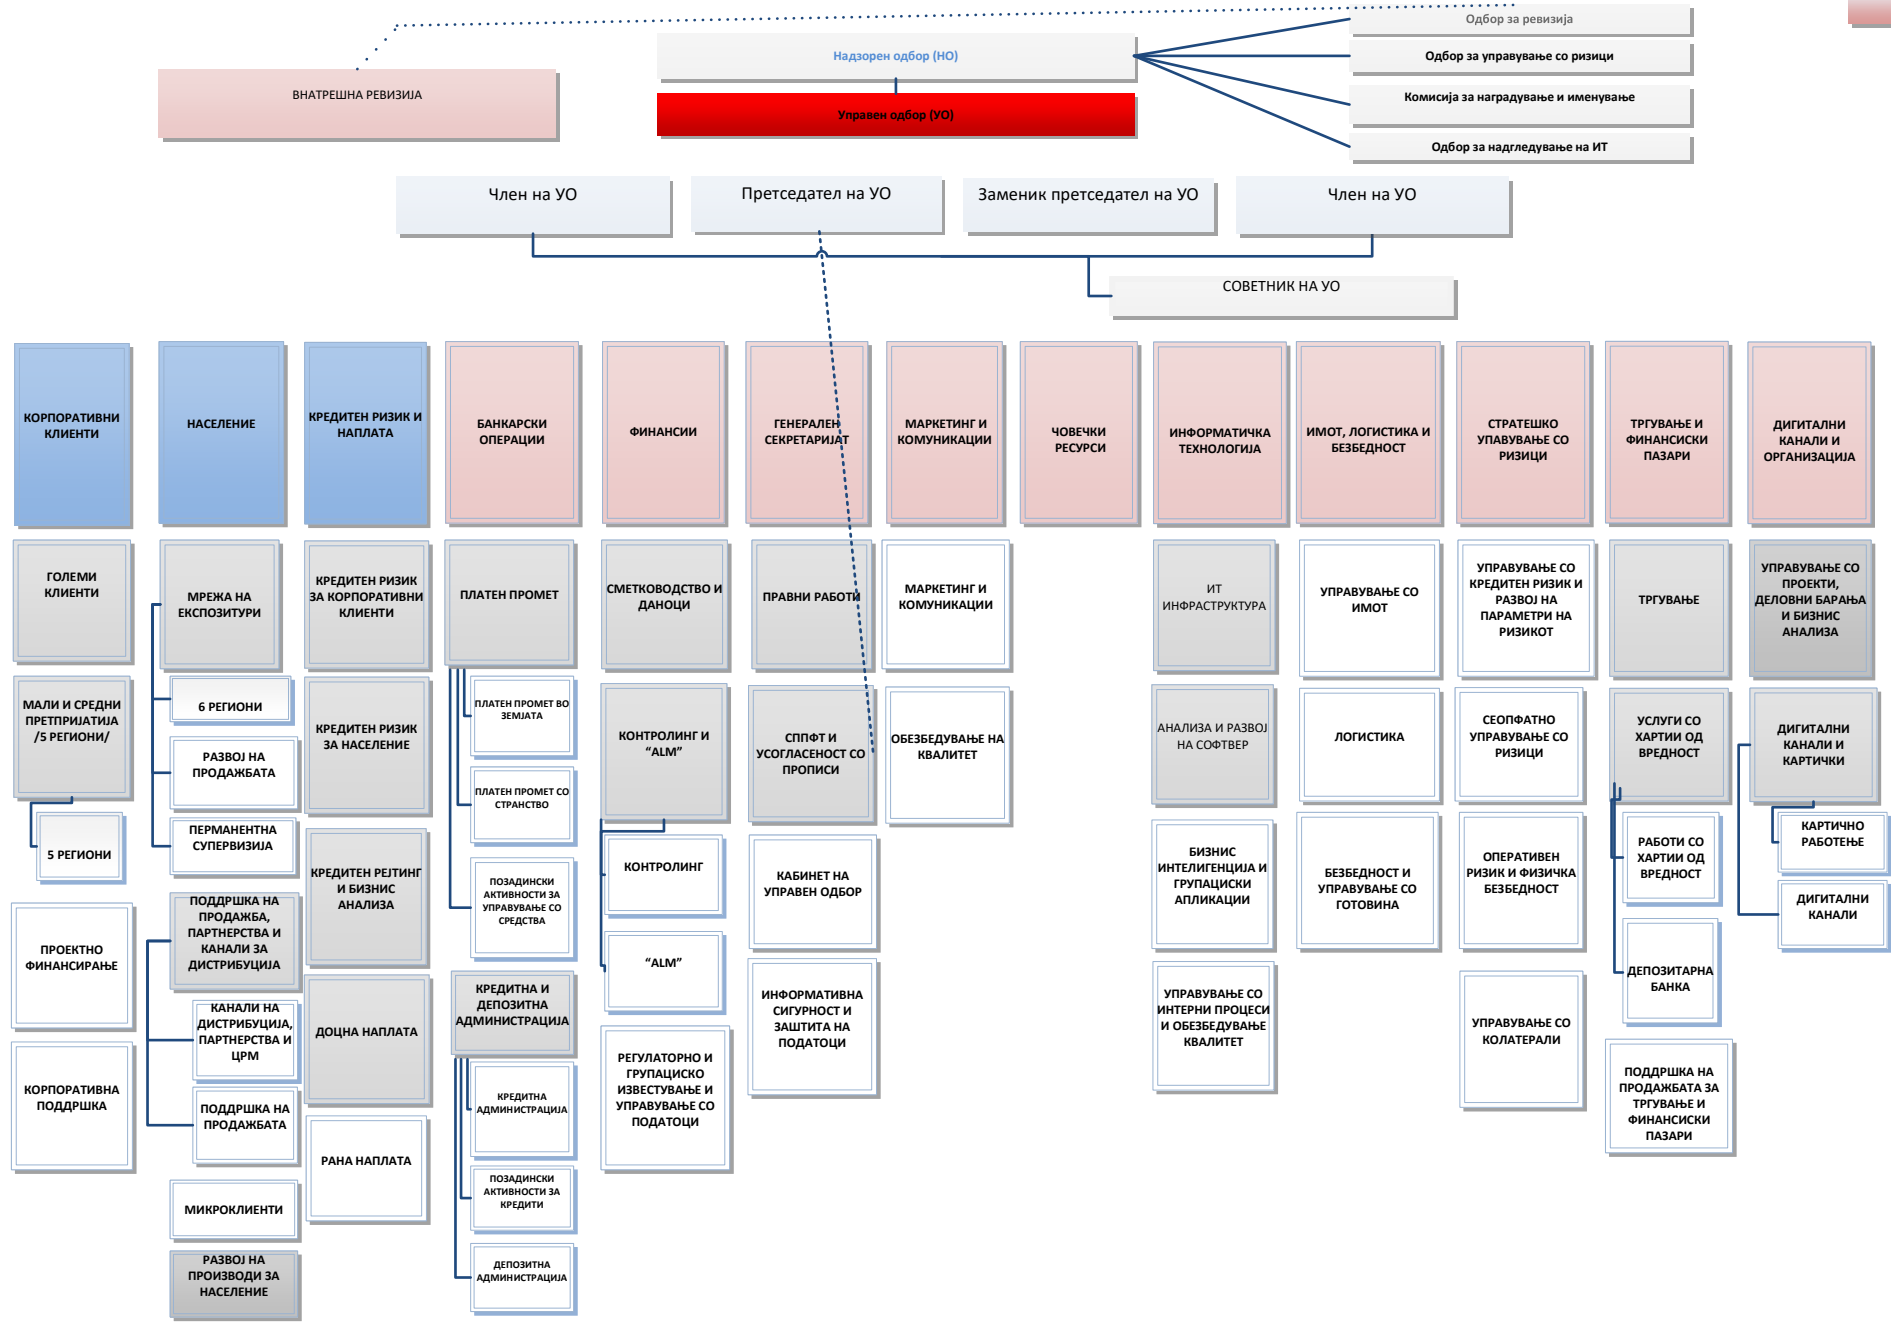 Одбор за ревизија
Надзорен одбор (НО)
Одбор за управување со ризици
ВНАТРЕШНА РЕВИЗИЈА
Комисија за наградување и именување
Управен одбор (УО)
Одбор за надгледување на ИТ
Член на УО
Претседател на УО
Заменик претседател на УО
Член на УО
СОВЕТНИК НА УО
КОРПОРАТИВНИ
КЛИЕНТИ
НАСЕЛЕНИЕ
КРЕДИТЕН РИЗИК И
НАПЛАТА
БАНКАРСКИ
ОПЕРАЦИИ
ФИНАНСИИ
ГЕНЕРАЛЕН
СЕКРЕТАРИЈАТ
МАРКЕТИНГ И
КОМУНИКАЦИИ
ЧОВЕЧКИ
РЕСУРСИ
ИНФОРМАТИЧКА
ТЕХНОЛОГИЈА
ИМОТ, ЛОГИСТИКА И
БЕЗБЕДНОСТ
СТРАТЕШКО
УПАВУВАЊЕ СО
РИЗИЦИ
ТРГУВАЊЕ И
ФИНАНСИСКИ
ПАЗАРИ
ДИГИТАЛНИ
КАНАЛИ И
ОРГАНИЗАЦИЈА
ГОЛЕМИ
КЛИЕНТИ
МАЛИ И СРЕДНИ
ПРЕТПРИЈАТИЈА
/5 РЕГИОНИ/
5 РЕГИОНИ
ПРОЕКТНО
ФИНАНСИРАЊЕ
КОРПОРАТИВНА
ПОДДРШКА
МРЕЖА НА
ЕКСПОЗИТУРИ
6 РЕГИОНИ
РАЗВОЈ НА
ПРОДАЖБАТА
ПЕРМАНЕНТНА
СУПЕРВИЗИЈА
ПОДДРШКА НА
ПРОДАЖБА,
ПАРТНЕРСТВА И
КАНАЛИ ЗА
ДИСТРИБУЦИЈА
КАНАЛИ НА
ДИСТРИБУЦИЈА,
ПАРТНЕРСТВА И
ЦРМ
ПОДДРШКА НА
ПРОДАЖБАТА
МИКРОКЛИЕНТИ
РАЗВОЈ НА
ПРОИЗВОДИ ЗА
НАСЕЛЕНИЕ
КРЕДИТЕН РИЗИК
ЗА КОРПОРАТИВНИ
КЛИЕНТИ
КРЕДИТЕН РИЗИК
ЗА НАСЕЛЕНИЕ
КРЕДИТЕН РЕЈТИНГ
И БИЗНИС
АНАЛИЗА
ДОЦНА НАПЛАТА
РАНА НАПЛАТА
ПЛАТЕН ПРОМЕТ
ПЛАТЕН ПРОМЕТ ВО
ЗЕМЈАТА
ПЛАТЕН ПРОМЕТ СО
СТРАНСТВО
ПОЗАДИНСКИ
АКТИВНОСТИ ЗА
УПРАВУВАЊЕ СО
СРЕДСТВА
КРЕДИТНА И
ДЕПОЗИТНА
АДМИНИСТРАЦИЈА
КРЕДИТНА
АДМИНИСТРАЦИЈА
ПОЗАДИНСКИ
АКТИВНОСТИ ЗА
КРЕДИТИ
ДЕПОЗИТНА
АДМИНИСТРАЦИЈА
СМЕТКОВОДСТВО И
ДАНОЦИ
КОНТРОЛИНГ И
“ALM”
КОНТРОЛИНГ
“ALM”
РЕГУЛАТОРНО И
ГРУПАЦИСКО
ИЗВЕСТУВАЊЕ И
УПРАВУВАЊЕ СО
ПОДАТОЦИ
ПРАВНИ РАБОТИ
СППФТ И
УСОГЛАСЕНОСТ СО
ПРОПИСИ
КАБИНЕТ НА
УПРАВЕН ОДБОР
ИНФОРМАТИВНА
СИГУРНОСТ И
ЗАШТИТА НА
ПОДАТОЦИ
МАРКЕТИНГ И
КОМУНИКАЦИИ
ОБЕЗБЕДУВАЊЕ НА
КВАЛИТЕТ
ИТ
ИНФРАСТРУКТУРА
АНАЛИЗА И РАЗВОЈ
НА СОФТВЕР
БИЗНИС
ИНТЕЛИГЕНЦИЈА И
ГРУПАЦИСКИ
АПЛИКАЦИИ
УПРАВУВАЊЕ СО
ИНТЕРНИ ПРОЦЕСИ
И ОБЕЗБЕДУВАЊЕ
КВАЛИТЕТ
УПРАВУВАЊЕ СО
ИМОТ
ЛОГИСТИКА
БЕЗБЕДНОСТ И
УПРАВУВАЊЕ СО
ГОТОВИНА
УПРАВУВАЊЕ СО
КРЕДИТЕН РИЗИК И
РАЗВОЈ НА
ПАРАМЕТРИ НА
РИЗИКОТ
СЕОПФАТНО
УПРАВУВАЊЕ СО
РИЗИЦИ
ОПЕРАТИВЕН
РИЗИК И ФИЗИЧКА
БЕЗБЕДНОСТ
УПРАВУВАЊЕ СО
КОЛАТЕРАЛИ
ТРГУВАЊЕ
УСЛУГИ СО
ХАРТИИ ОД
ВРЕДНОСТ
РАБОТИ СО
ХАРТИИ ОД
ВРЕДНОСТ
ДЕПОЗИТАРНА
БАНКА
ПОДДРШКА НА
ПРОДАЖБАТА ЗА
ТРГУВАЊЕ И
ФИНАНСИСКИ
ПАЗАРИ
УПРАВУВАЊЕ СО
ПРОЕКТИ,
ДЕЛОВНИ БАРАЊА
И БИЗНИС
АНАЛИЗА
ДИГИТАЛНИ
КАНАЛИ И
КАРТИЧКИ
КАРТИЧНО
РАБОТЕЊЕ
ДИГИТАЛНИ
КАНАЛИ